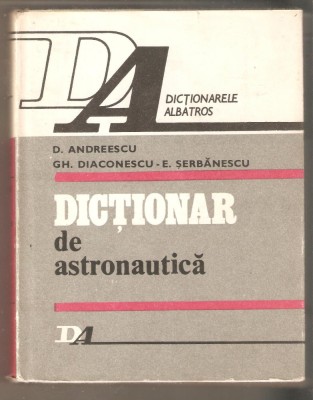 DA
DICȚIONARELE
ALBATROS
D. ANDREESCU
GH. DIACONESCU - E. ȘERBĂNESCU
DICȚIONAR
de
astronautică
DA